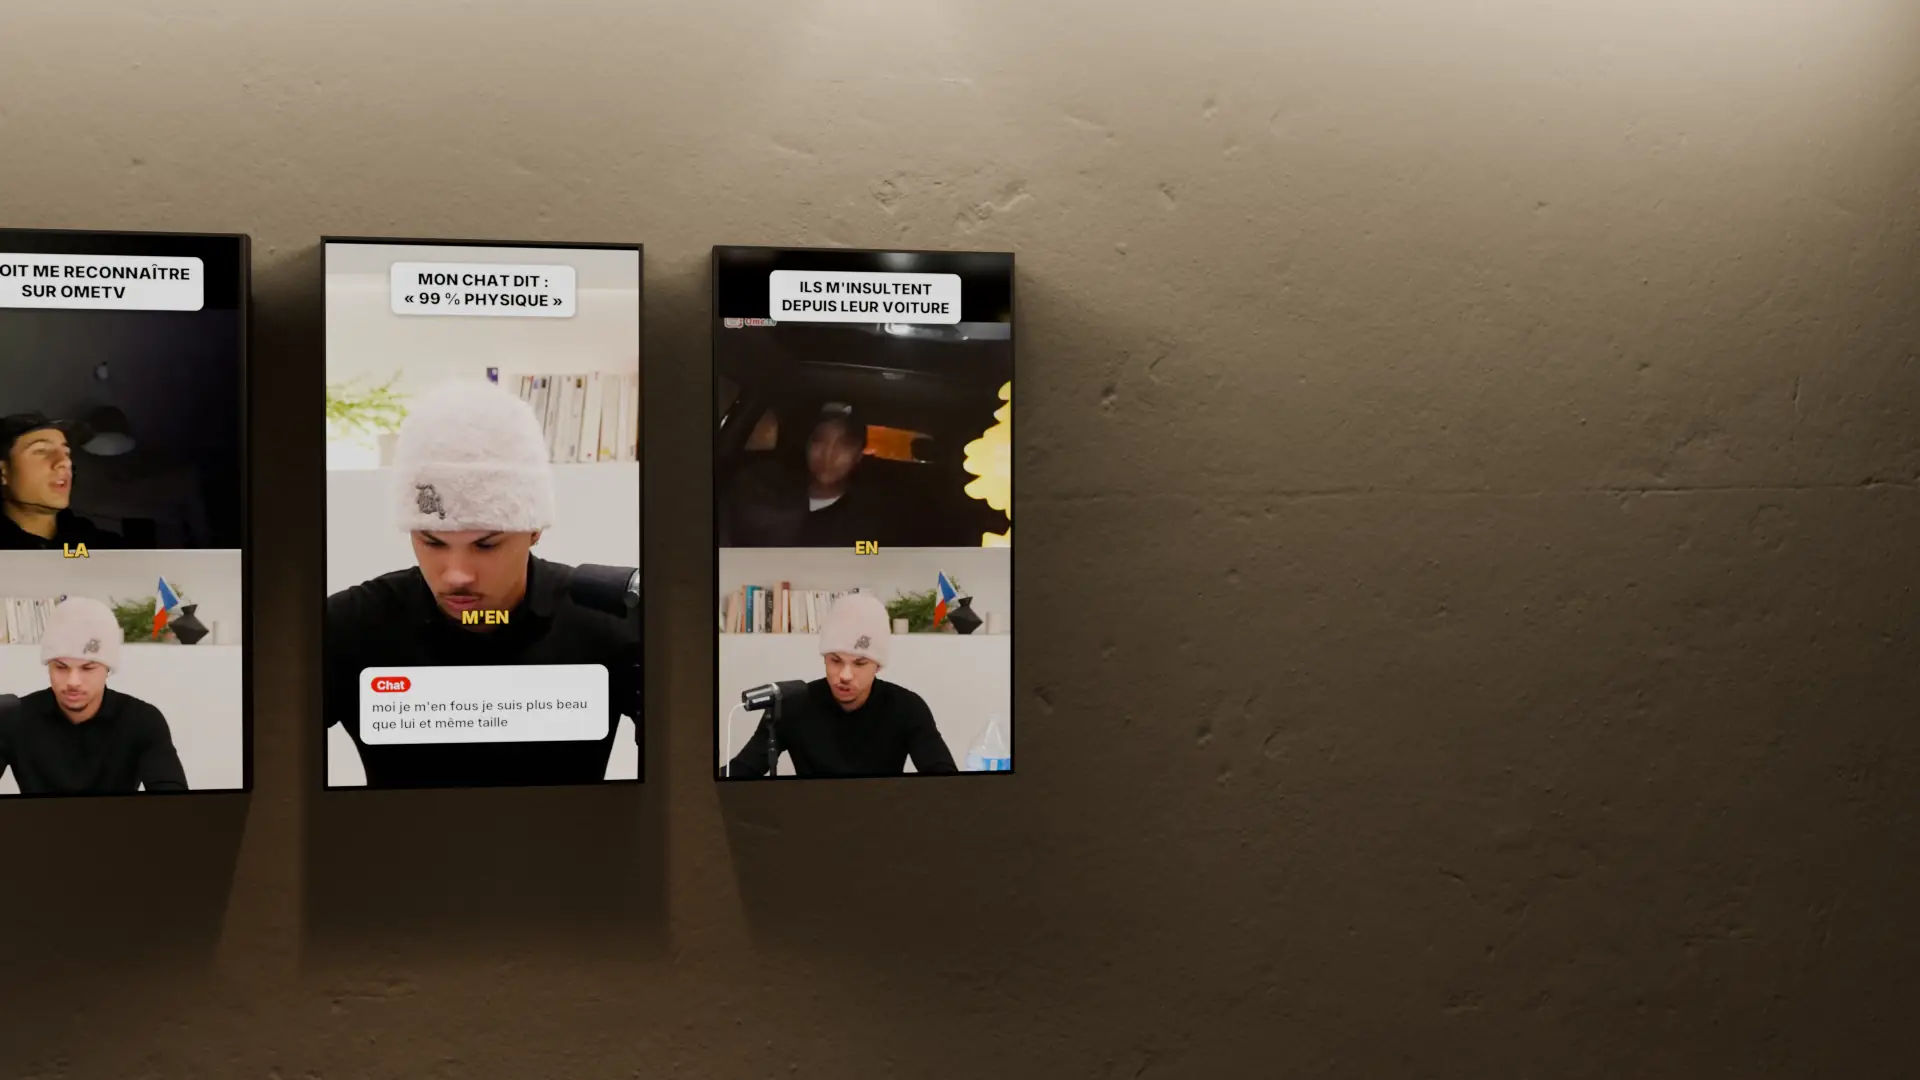 OIT ME RECONNAÎTRE
SUR OMETV
LA
MON CHAT DIT :
« 99 % PHYSIQUE »
M'EN
Chat
moi je m'en fous je suis plus beau
que lui et même taille
ILS M'INSULTENT
DEPUIS LEUR VOITURE
OmeTV
EN